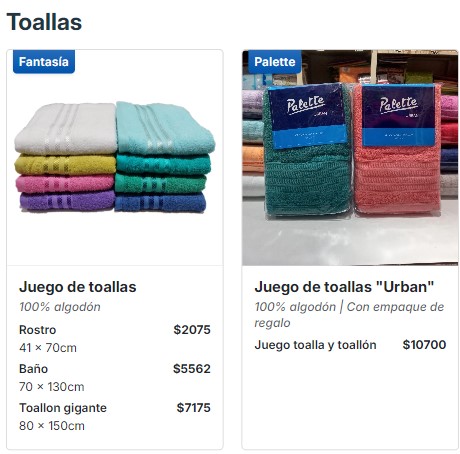 Toallas
Fantasía
Juego de toallas
100% algodón
Rostro $2075
41 × 70cm
Baño $5562
70 × 130cm
Toallon gigante $7175
80 × 150cm
Palette
Palette
Palette
Juego de toallas "Urban"
100% algodón | Con empaque de
regalo
Juego toalla y toallón $10700